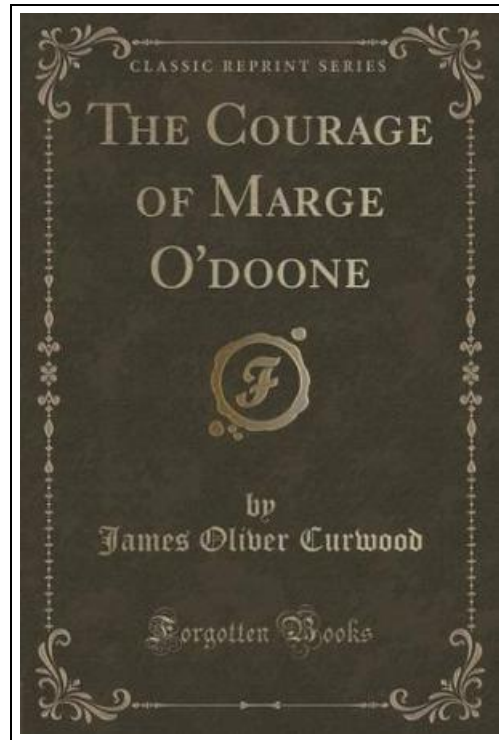 CLASSIC REPRINT SERIES
THE COURAGE
OF MARGE
O'DOONE
F
by
James Oliver Curwood
Forgotten Books